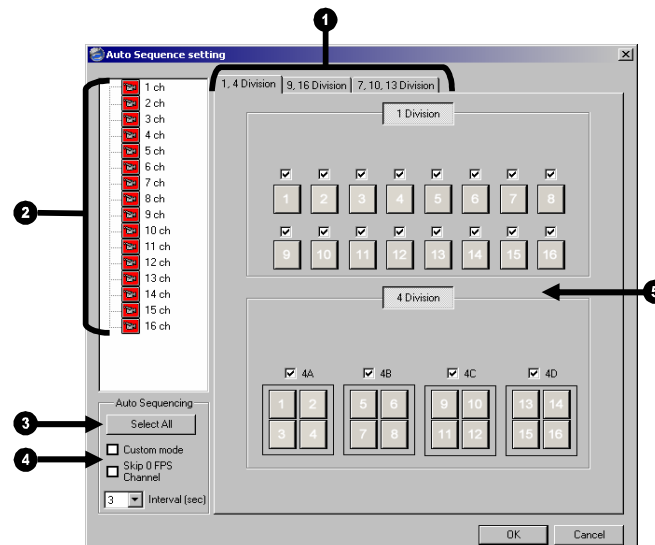 1
Auto Sequence setting
1, 4 Division 9, 16 Division 7, 10, 13 Division
1 ch
2 ch
3 ch
4 ch
5 ch
6 ch
7 ch
8 ch
9 ch
10 ch
11 ch
12 ch
13 ch
14 ch
15 ch
16 ch
2
1 Division
1 2 3 4 5 6 7 8
9 10 11 12 13 14 15 16
4 Division
5
4A 4B 4C 4D
1 2 5 6 9 10 13 14
3 4 7 8 11 12 15 16
Auto Sequencing
3
Select All
4
Custom mode
Skip 0 FPS
Channel
3 Interval (sec)
OK Cancel